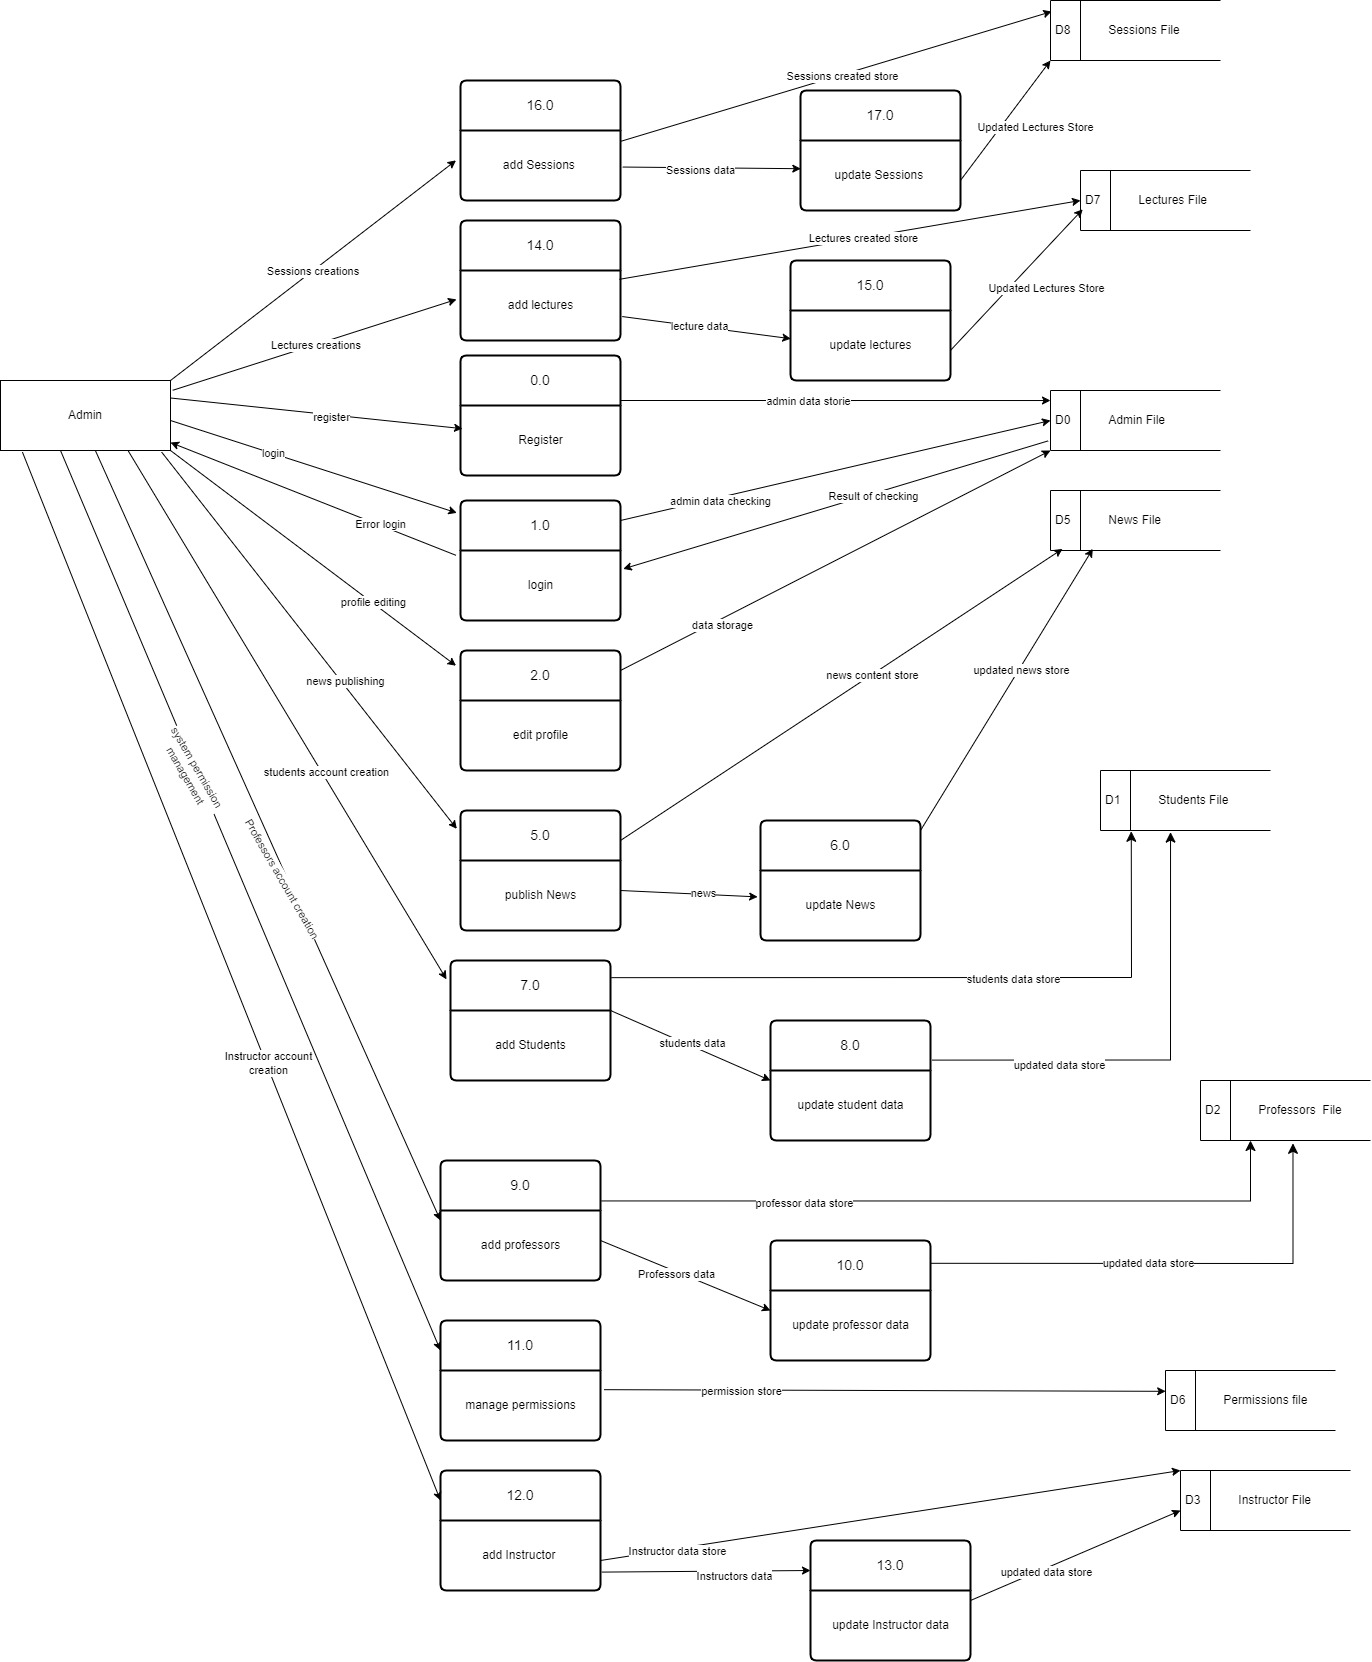 D8
Sessions File
Sessions created store
16.0
add Sessions
17.0
update Sessions
Updated Lectures Store
Sessions data
D7
Lectures File
Lectures created store
14.0
add lectures
Sessions creations
15.0
update lectures
Updated Lectures Store
lecture data
Lectures creations
0.0
Register
admin data storie
D0
Admin File
Admin
register
login
Error login
1.0
login
admin data checking
Result of checking
D5
News File
profile editing
data storage
2.0
edit profile
news publishing
news content store
updated news store
system permission
management
students account creation
D1
Students File
Professors account creation
5.0
publish News
news
6.0
update News
7.0
add Students
students data store
students data
8.0
update student data
updated data store
Instructor account
creation
D2
Professors File
9.0
add professors
professor data store
Professors data
10.0
update professor data
updated data store
11.0
manage permissions
permission store
D6
Permissions file
12.0
add Instructor
Instructor data store
Instructors data
D3
Instructor File
13.0
update Instructor data
updated data store